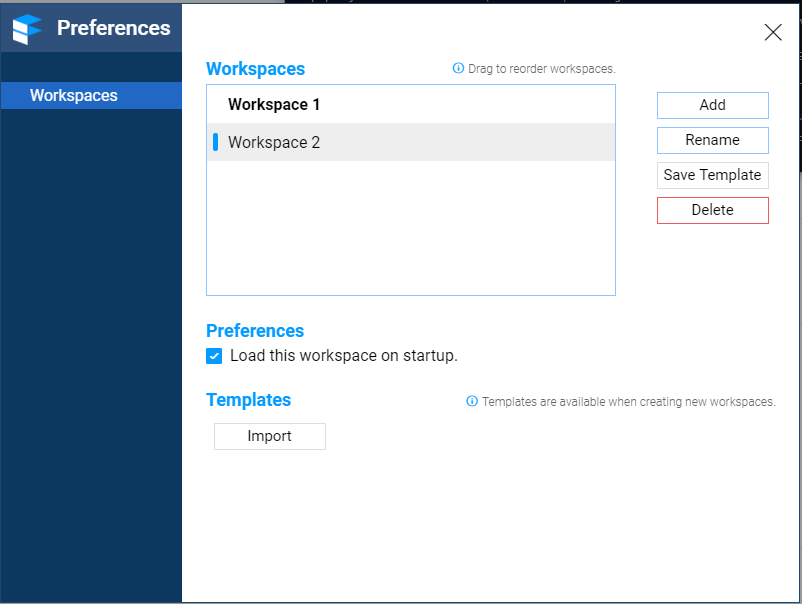 Preferences
Workspaces
Workspaces
Drag to reorder workspaces.
Workspace 1
Workspace 2
Add
Rename
Save Template
Delete
Preferences
Load this workspace on startup.
Templates
Templates are available when creating new workspaces.
Import